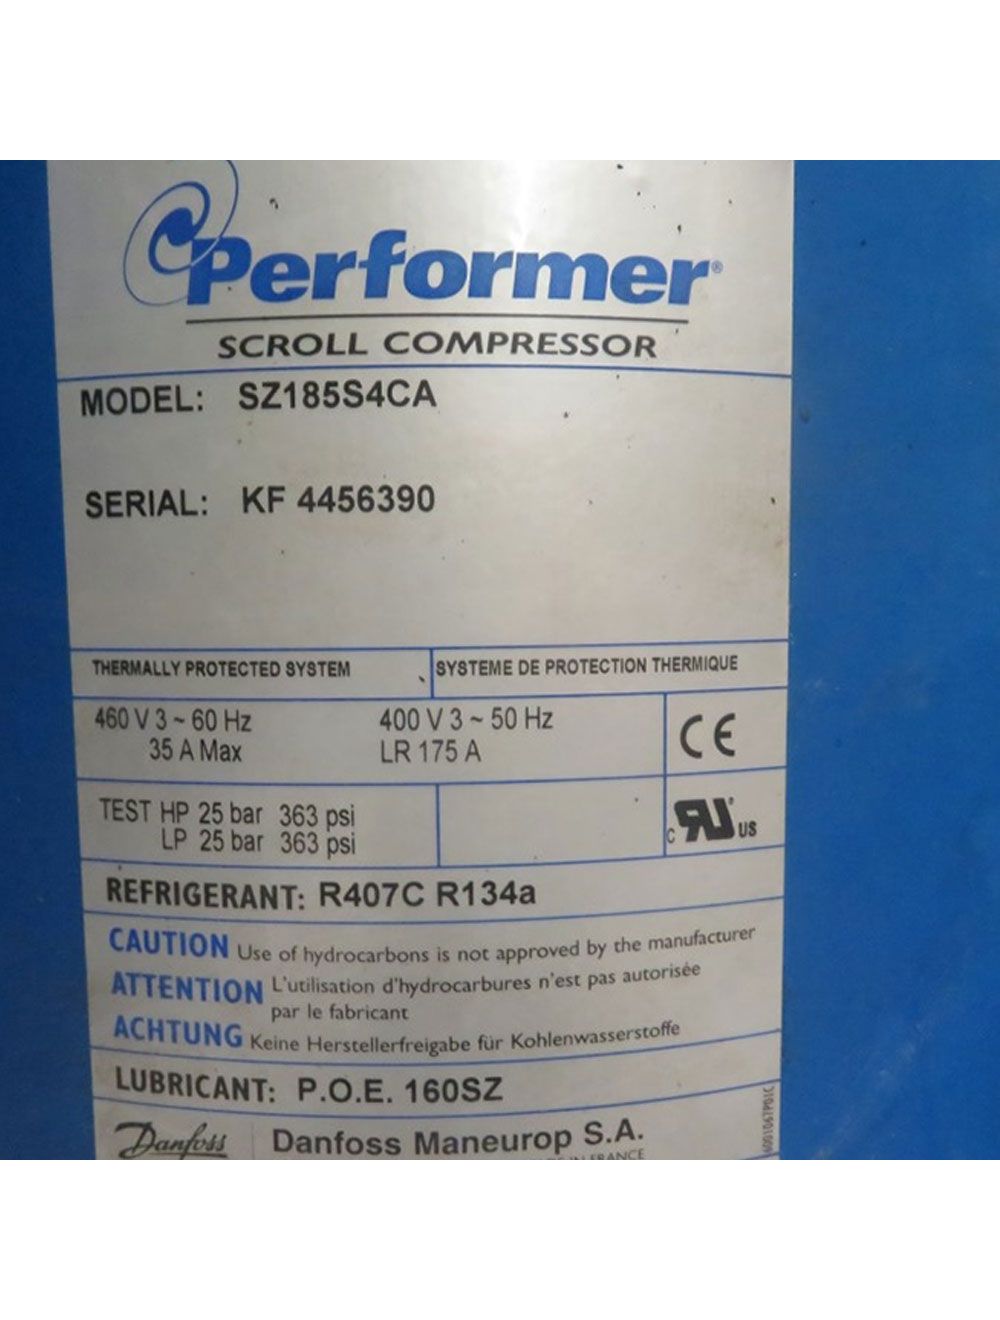 Performer®
SCROLL COMPRESSOR
MODEL: SZ185S4CA
SERIAL: KF 4456390
THERMALLY PROTECTED SYSTEM
SYSTEME DE PROTECTION THERMIQUE
460 V 3 ~ 60 Hz
35 A Max
400 V 3 ~ 50 Hz
LR 175 A
CE
TEST HP 25 bar 363 psi
LP 25 bar 363 psi
c RU US
REFRIGERANT: R407C R134a
CAUTION Use of hydrocarbons is not approved by the manufacturer
ATTENTION L'utilisation d'hydrocarbures n'est pas autorisée
par le fabricant
ACHTUNG Keine Herstellerfreigabe für Kohlenwasserstoffe
LUBRICANT: P.O.E. 160SZ
Danfoss
Danfoss Maneurop S.A.
FRANCE